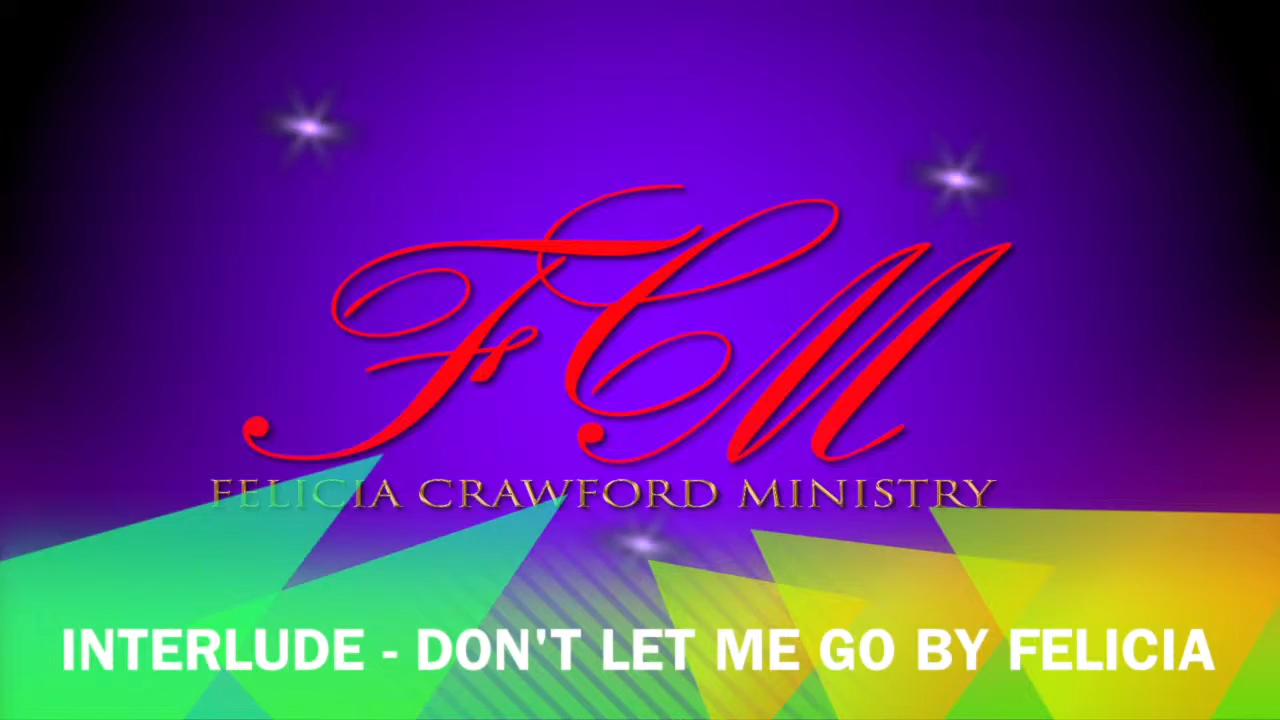 FCM
FELICIA CRAWFORD MINISTRY
INTERLUDE - DON'T LET ME GO BY FELICIA